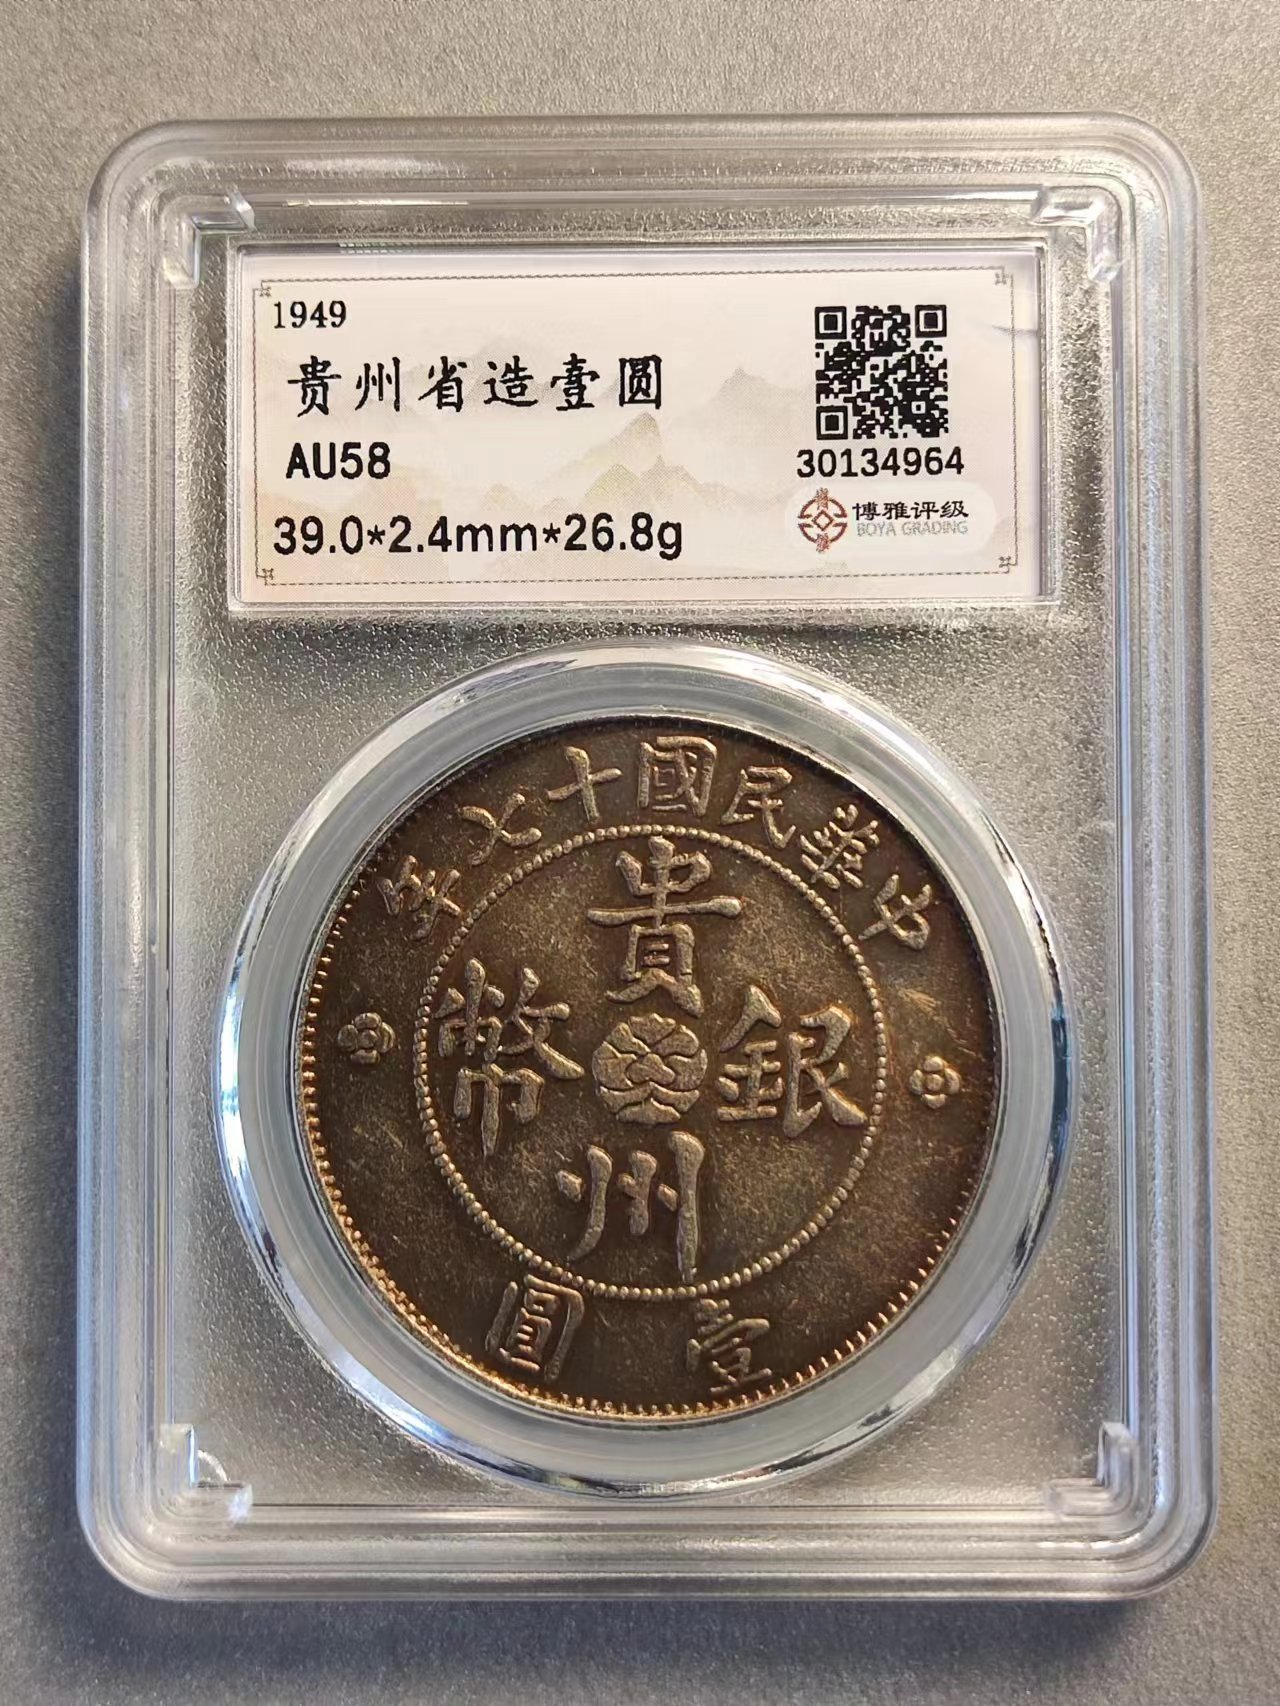 1949
贵州省造壹圆
AU58
39.0*2.4mm*26.8g
30134964
博雅评级
BOYA GRADING
中華民國十七年
貴州銀幣
壹圓